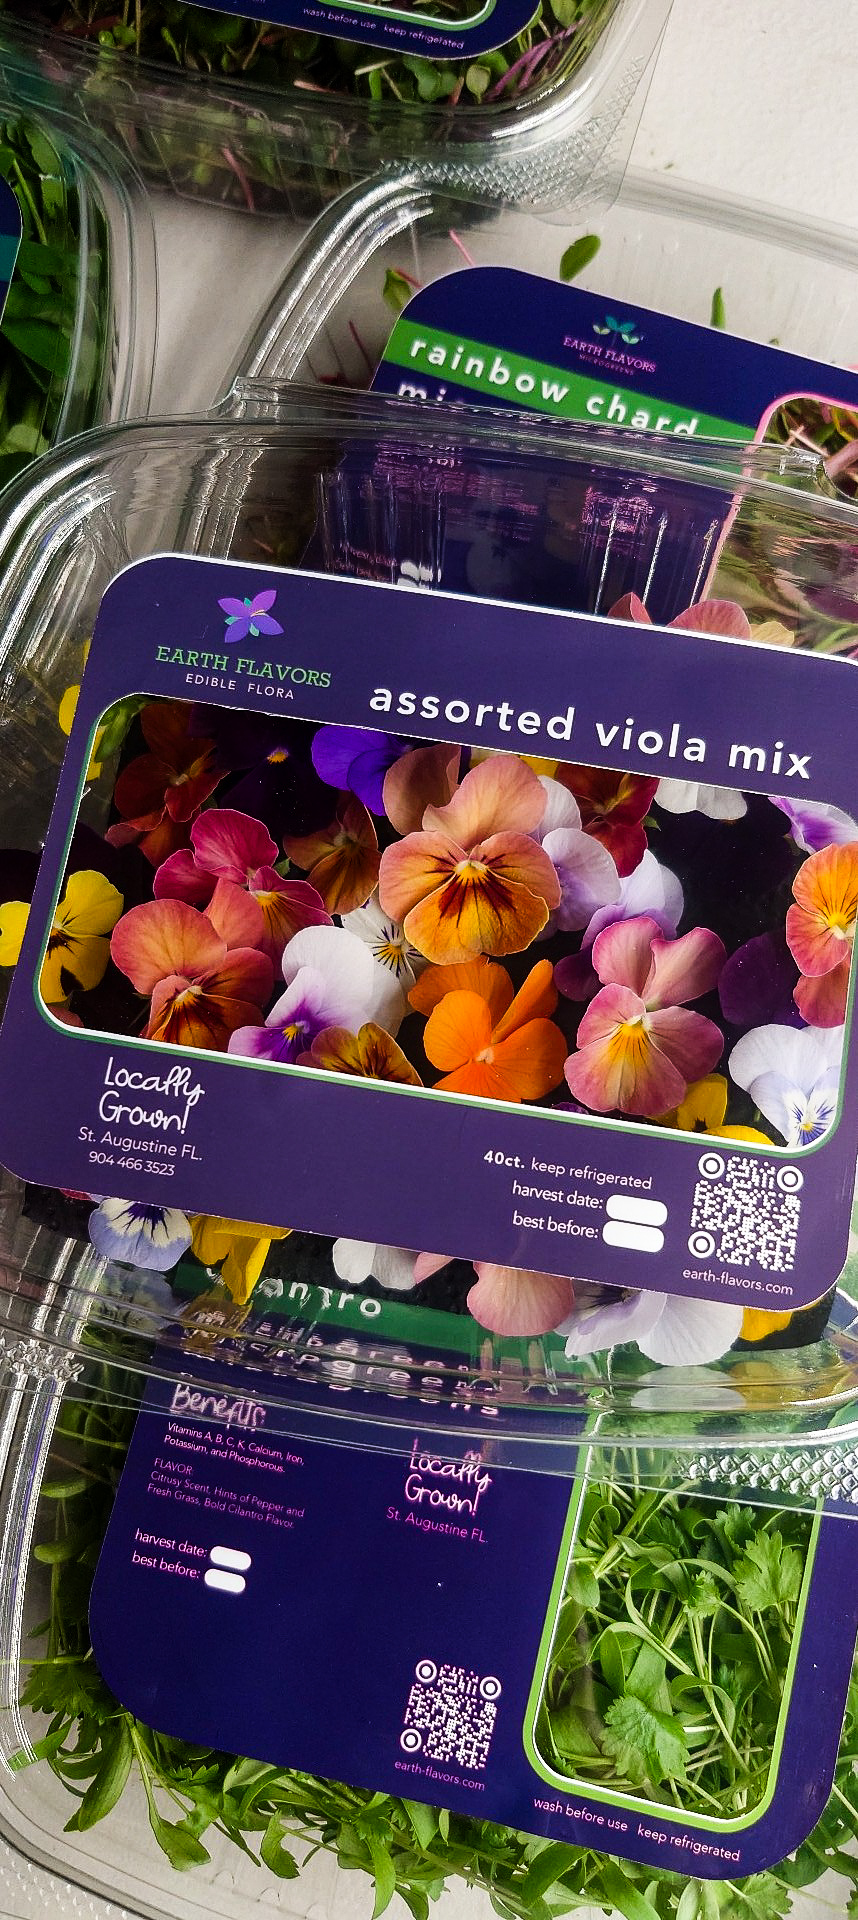 wash before use keep refrigerated
EARTH FLAVORS
MICROGREENS
rainbow chard
EARTH FLAVORS
EDIBLE FLORA
assorted viola mix
Locally
Grown!
St. Augustine FL.
904 466 3523
40ct. keep refrigerated
harvest date:
best before:
earth-flavors.com
Benefits
Vitamins A, B, C, K, Calcium, Iron,
Potassium, and Phosphorous.
FLAVOR
Citrusy Scent, Hints of Pepper and
Fresh Grass, Bold Cilantro Flavor.
harvest date:
best before:
Locally
Grown!
St. Augustine FL.
earth-flavors.com
wash before use keep refrigerated